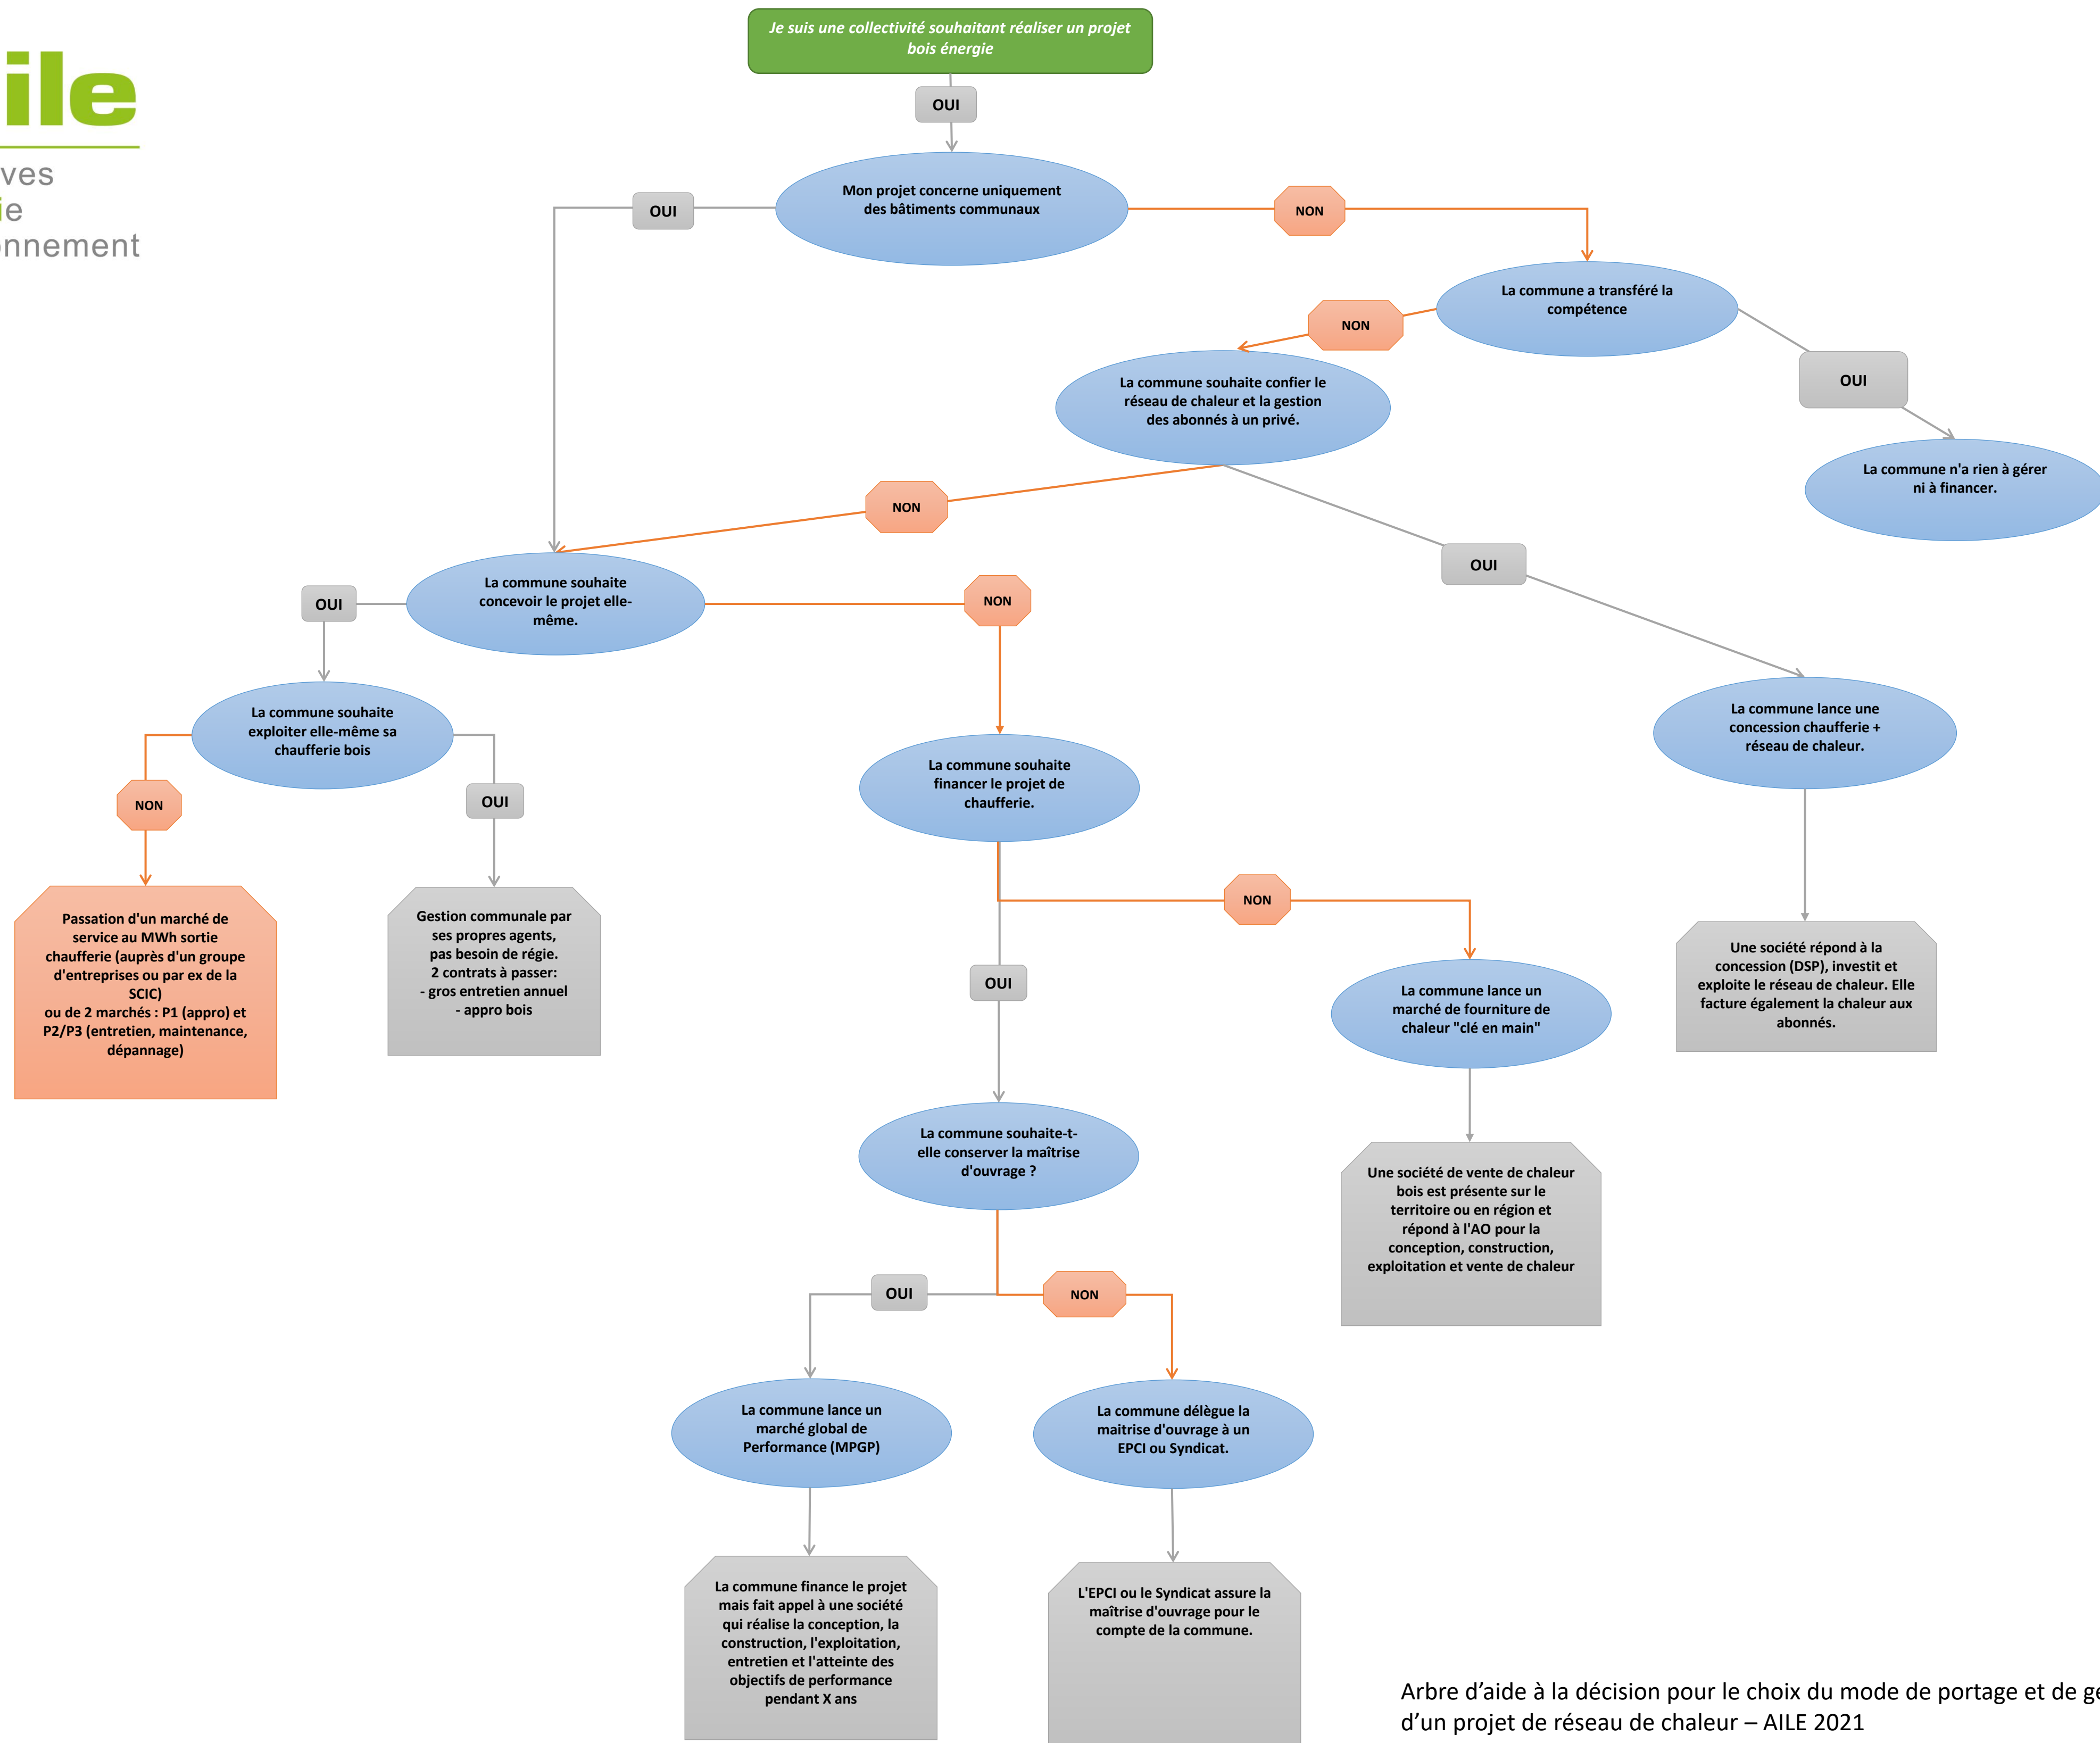 ile
ves
ie
onnement
Je suis une collectivité souhaitant réaliser un projet
bois énergie
OUI
Mon projet concerne uniquement
des bâtiments communaux
OUI
NON
La commune a transféré la
compétence
NON
OUI
La commune souhaite confier le
réseau de chaleur et la gestion
des abonnés à un privé.
La commune n'a rien à gérer
ni à financer.
NON
OUI
La commune souhaite
concevoir le projet elle-
même.
OUI
NON
La commune souhaite
exploiter elle-même sa
chaufferie bois
NON
OUI
La commune souhaite
financer le projet de
chaufferie.
La commune lance une
concession chaufferie +
réseau de chaleur.
Passation d'un marché de
service au MWh sortie
chaufferie (auprès d'un groupe
d'entreprises ou par ex de la
SCIC)
ou de 2 marchés : P1 (appro) et
P2/P3 (entretien, maintenance,
dépannage)
Gestion communale par
ses propres agents,
pas besoin de régie.
2 contrats à passer:
- gros entretien annuel
- appro bois
NON
OUI
La commune lance un
marché de fourniture de
chaleur "clé en main"
Une société répond à la
concession (DSP), investit et
exploite le réseau de chaleur. Elle
facture également la chaleur aux
abonnés.
La commune souhaite-t-
elle conserver la maîtrise
d'ouvrage ?
Une société de vente de chaleur
bois est présente sur le
territoire ou en région et
répond à l'AO pour la
conception, construction,
exploitation et vente de chaleur
OUI
NON
La commune lance un
marché global de
Performance (MPGP)
La commune délègue la
maitrise d'ouvrage à un
EPCI ou Syndicat.
La commune finance le projet
mais fait appel à une société
qui réalise la conception, la
construction, l'exploitation,
entretien et l'atteinte des
objectifs de performance
pendant X ans
L'EPCI ou le Syndicat assure la
maîtrise d'ouvrage pour le
compte de la commune.
Arbre d’aide à la décision pour le choix du mode de portage et de ge
d’un projet de réseau de chaleur – AILE 2021